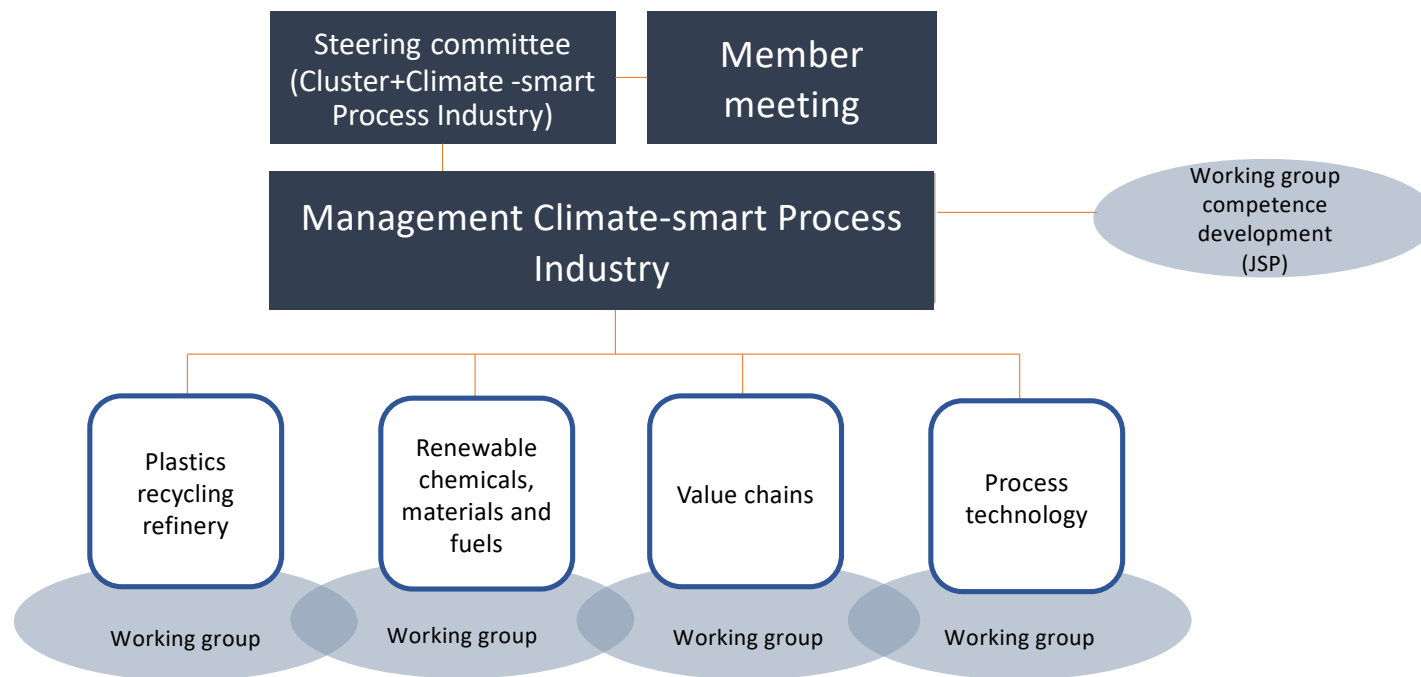 Steering committee
(Cluster+Climate -smart
Process Industry)
Member
meeting
Management Climate-smart Process
Industry
Working group
competence
development
(JSP)
Plastics
recycling
refinery
Renewable
chemicals,
materials and
fuels
Value chains
Process
technology
Working group
Working group
Working group
Working group